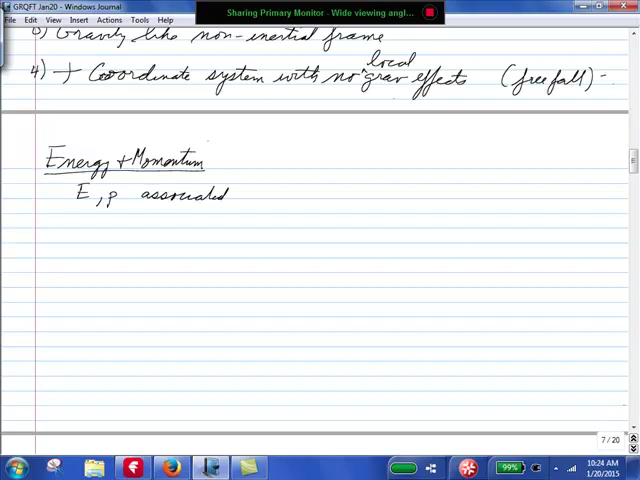 Sharing Primary Monitor - Wide viewing angl
GRQFT Jan20 - Windows Journal
File Edit View Insert Actions Tools Help
Gravity like non-inertial frame
local
4) Coordinate system with no grav effects (free fall)
Energy + Momentum
E, p associated
7 / 20
99%
10:24 AM
1/20/2015